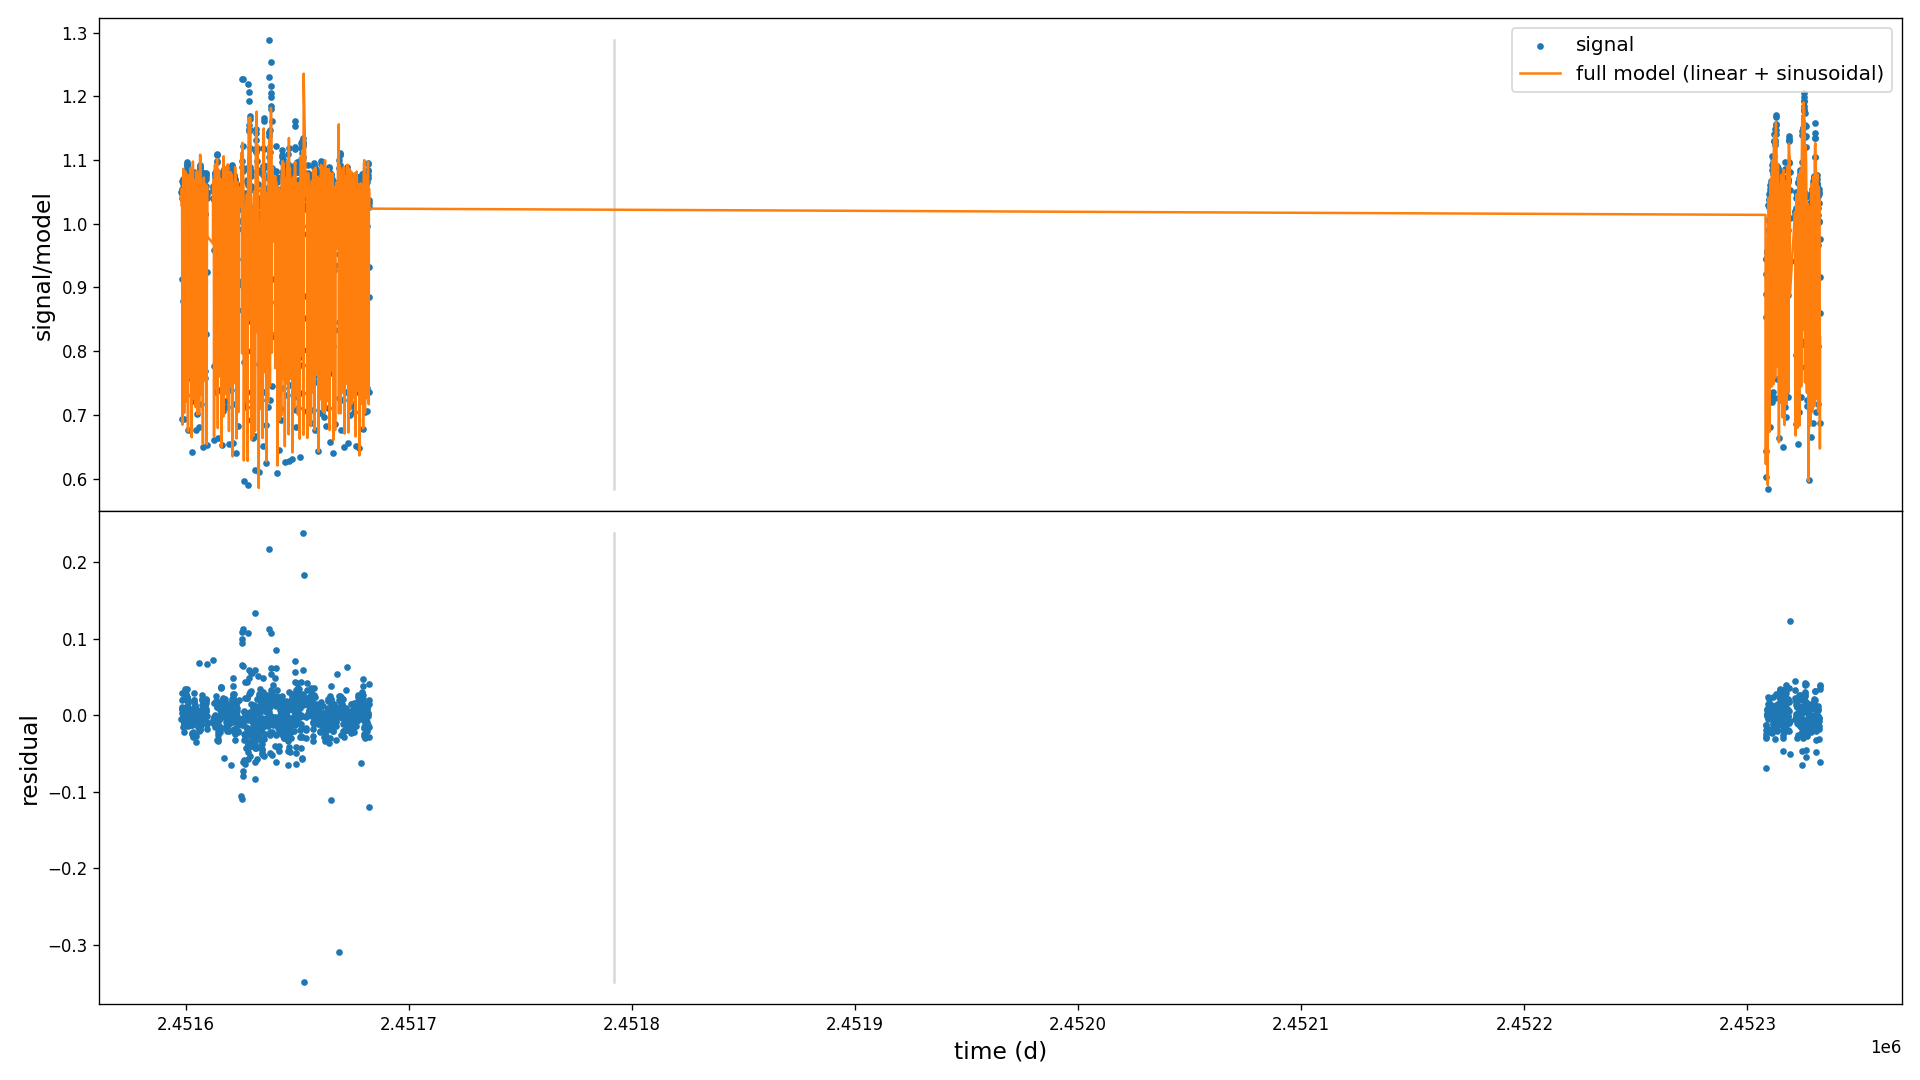 signal
full model (linear + sinusoidal)
signal/model
1.3
1.2
1.1
1.0
0.9
0.8
0.7
0.6
residual
0.2
0.1
0.0
−0.1
−0.2
−0.3
2.4516 2.4517 2.4518 2.4519 2.4520 2.4521 2.4522 2.4523
1e6
time (d)